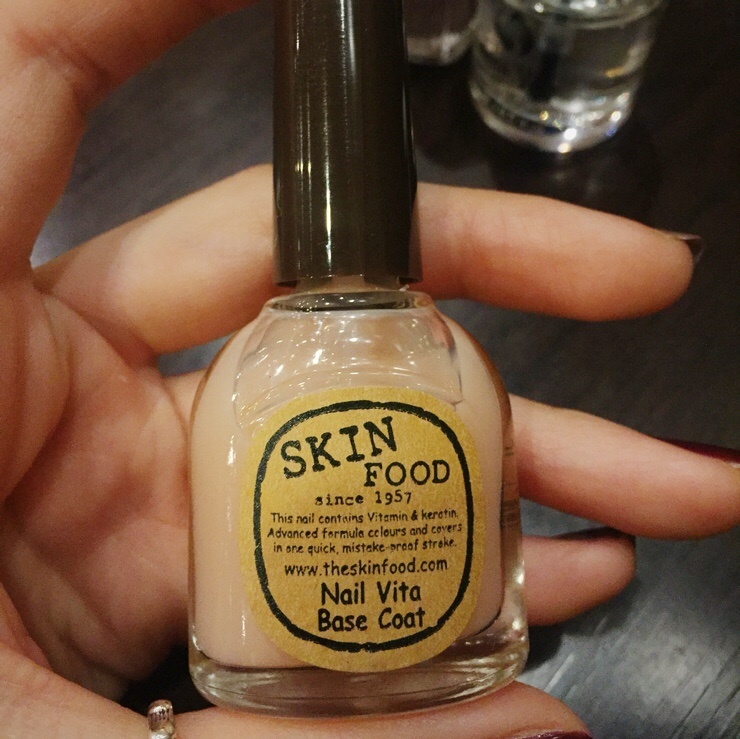 SKIN
FOOD
since 1957
This nail contains Vitamin & keratin.
Advanced formula colours and covers
in one quick, mistake-proof stroke.
www.theskinfood.com
Nail Vita
Base Coat